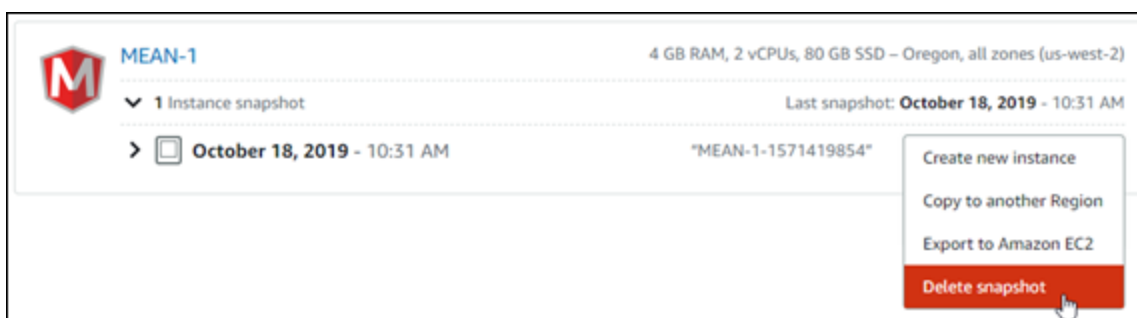 M
MEAN-1 4 GB RAM, 2 vCPUs, 80 GB SSD – Oregon, all zones (us-west-2)
1 Instance snapshot Last snapshot: October 18, 2019 - 10:31 AM
October 18, 2019 - 10:31 AM "MEAN-1-1571419854"
Create new instance
Copy to another Region
Export to Amazon EC2
Delete snapshot